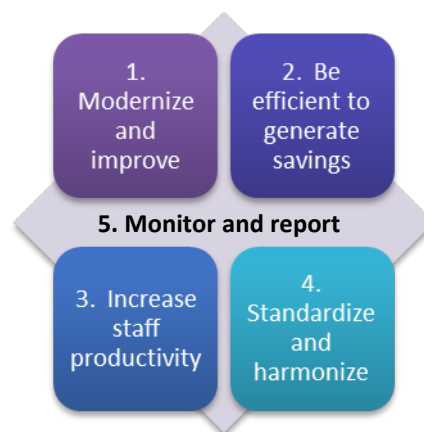 1.
Modernize
and
improve
2. Be
efficient to
generate
savings
5. Monitor and report
3. Increase
staff
productivity
4.
Standardize
and
harmonize